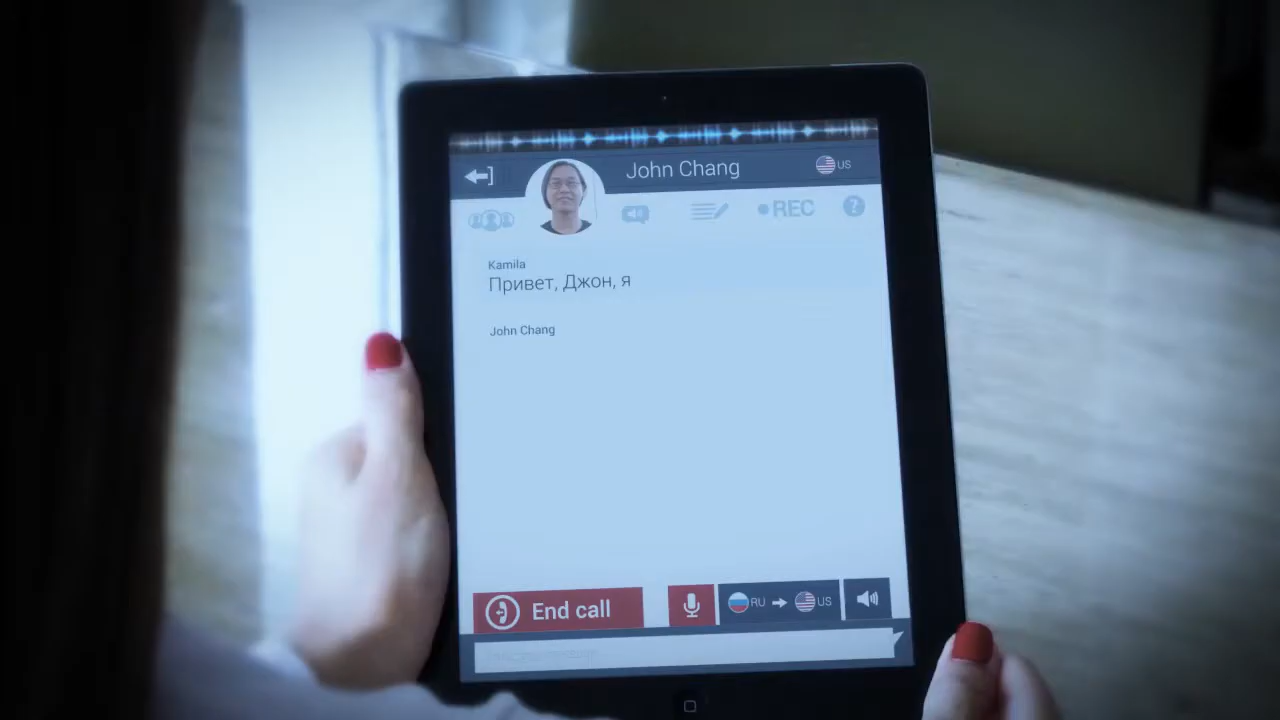 John Chang
US
REC
?
Kamila
Привет, Джон, я
John Chang
End call
RU
US